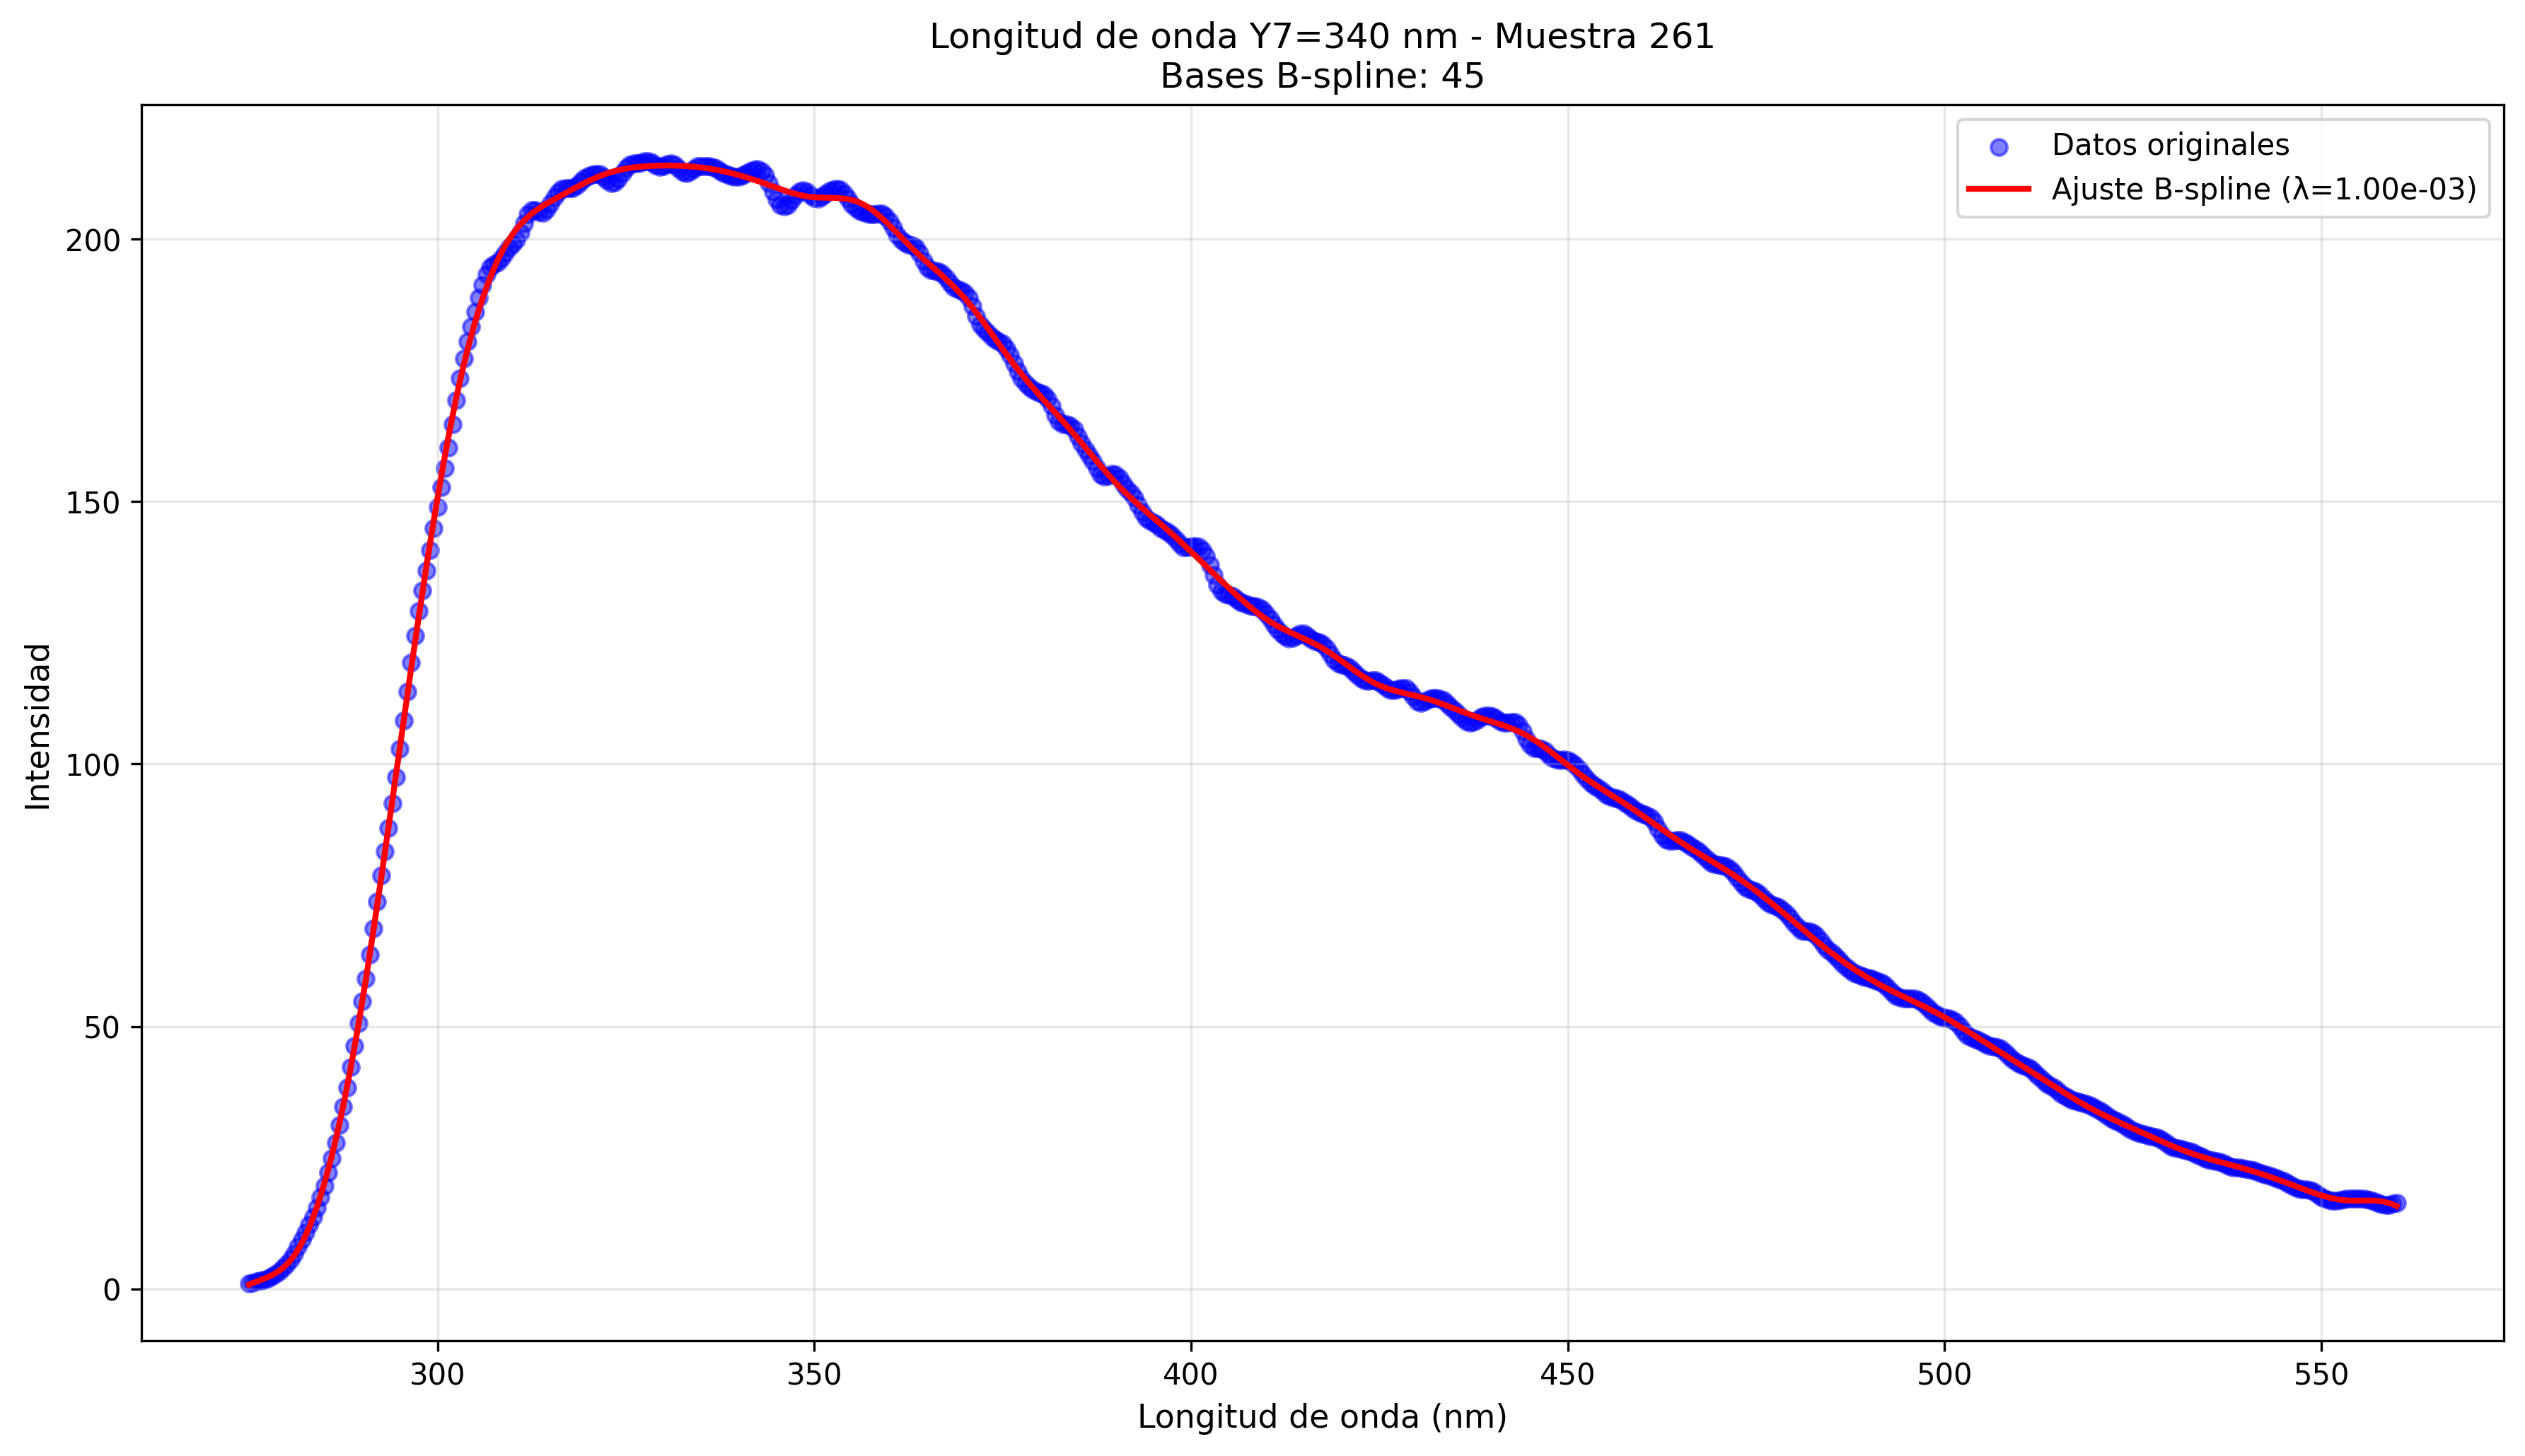 Longitud de onda Y7=340 nm - Muestra 261
Bases B-spline: 45
Datos originales
Ajuste B-spline (λ=1.00e-03)
Intensidad
200
150
100
50
0
300
350
400
450
500
550
Longitud de onda (nm)